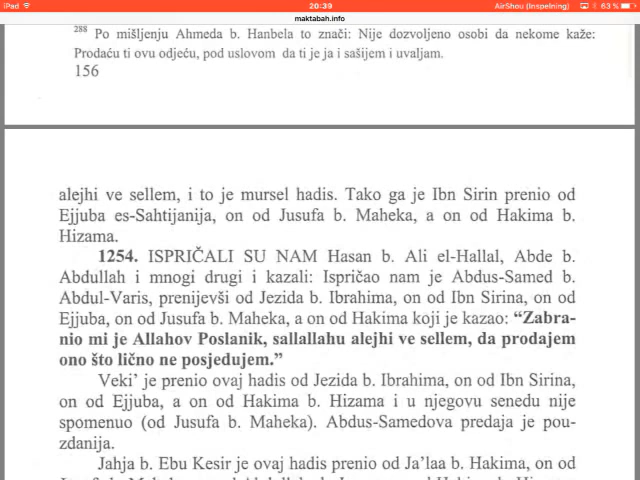 iPad
20:39
AirShou (Inspelning)
63 %
maktabah.info
288 Po mišljenju Ahmeda b. Hanbela to znači: Nije dozvoljeno osobi da nekome kaže:
Prodaću ti ovu odjeću, pod uslovom da ti je ja i sašijem i uvaljam.
156
alejhi ve sellem, i to je mursel hadis. Tako ga je Ibn Sirin prenio od
Ejjuba es-Sahtijanija, on od Jusufa b. Maheka, a on od Hakima b.
Hizama.
1254. ISPRIČALI SU NAM Hasan b. Ali el-Hallal, Abde b.
Abdullah i mnogi drugi i kazali: Ispričao nam je Abdus-Samed b.
Abdul-Varis, prenijevši od Jezida b. Ibrahima, on od Ibn Sirina, on od
Ejjuba, on od Jusufa b. Maheka, a on od Hakima koji je kazao: “Zabra-
nio mi je Allahov Poslanik, sallallahu alejhi ve sellem, da prodajem
ono što lično ne posjedujem.”
Veki’ je prenio ovaj hadis od Jezida b. Ibrahima, on od Ibn Sirina,
on od Ejjuba, a on od Hakima b. Hizama i u njegovu senedu nije
spomenuo (od Jusufa b. Maheka). Abdus-Samedova predaja je pou-
zdanija.
Jahja b. Ebu Kesir je ovaj hadis prenio od Ja’laa b. Hakima, on od